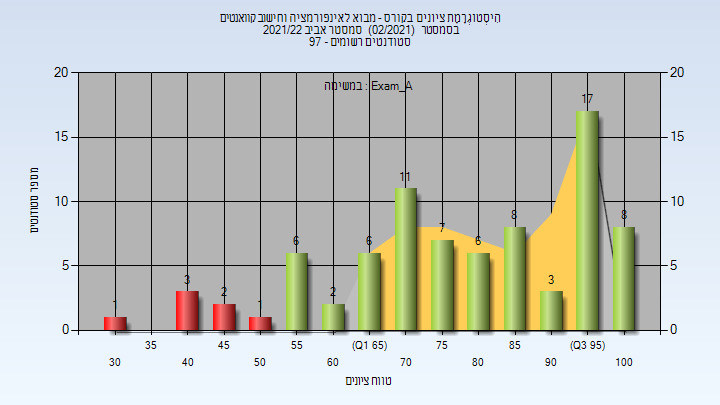 היסטוגרמת ציונים בקורס - מבוא לאינפורמציה וחישוב קוואנטים
בסמסטר (02/2021) סמסטר אביב 2021/22
סטודנטים רשומים - 97
במשימה : Exam_A
מספר סטודנטים
20 20
15 15
10 10
5 5
0 0
1 3 2 1 6 2 6 11 7 6 8 3 17 8
35 45 55 (Q1 65) 75 85 (Q3 95)
30 40 50 60 70 80 90 100
טווח ציונים